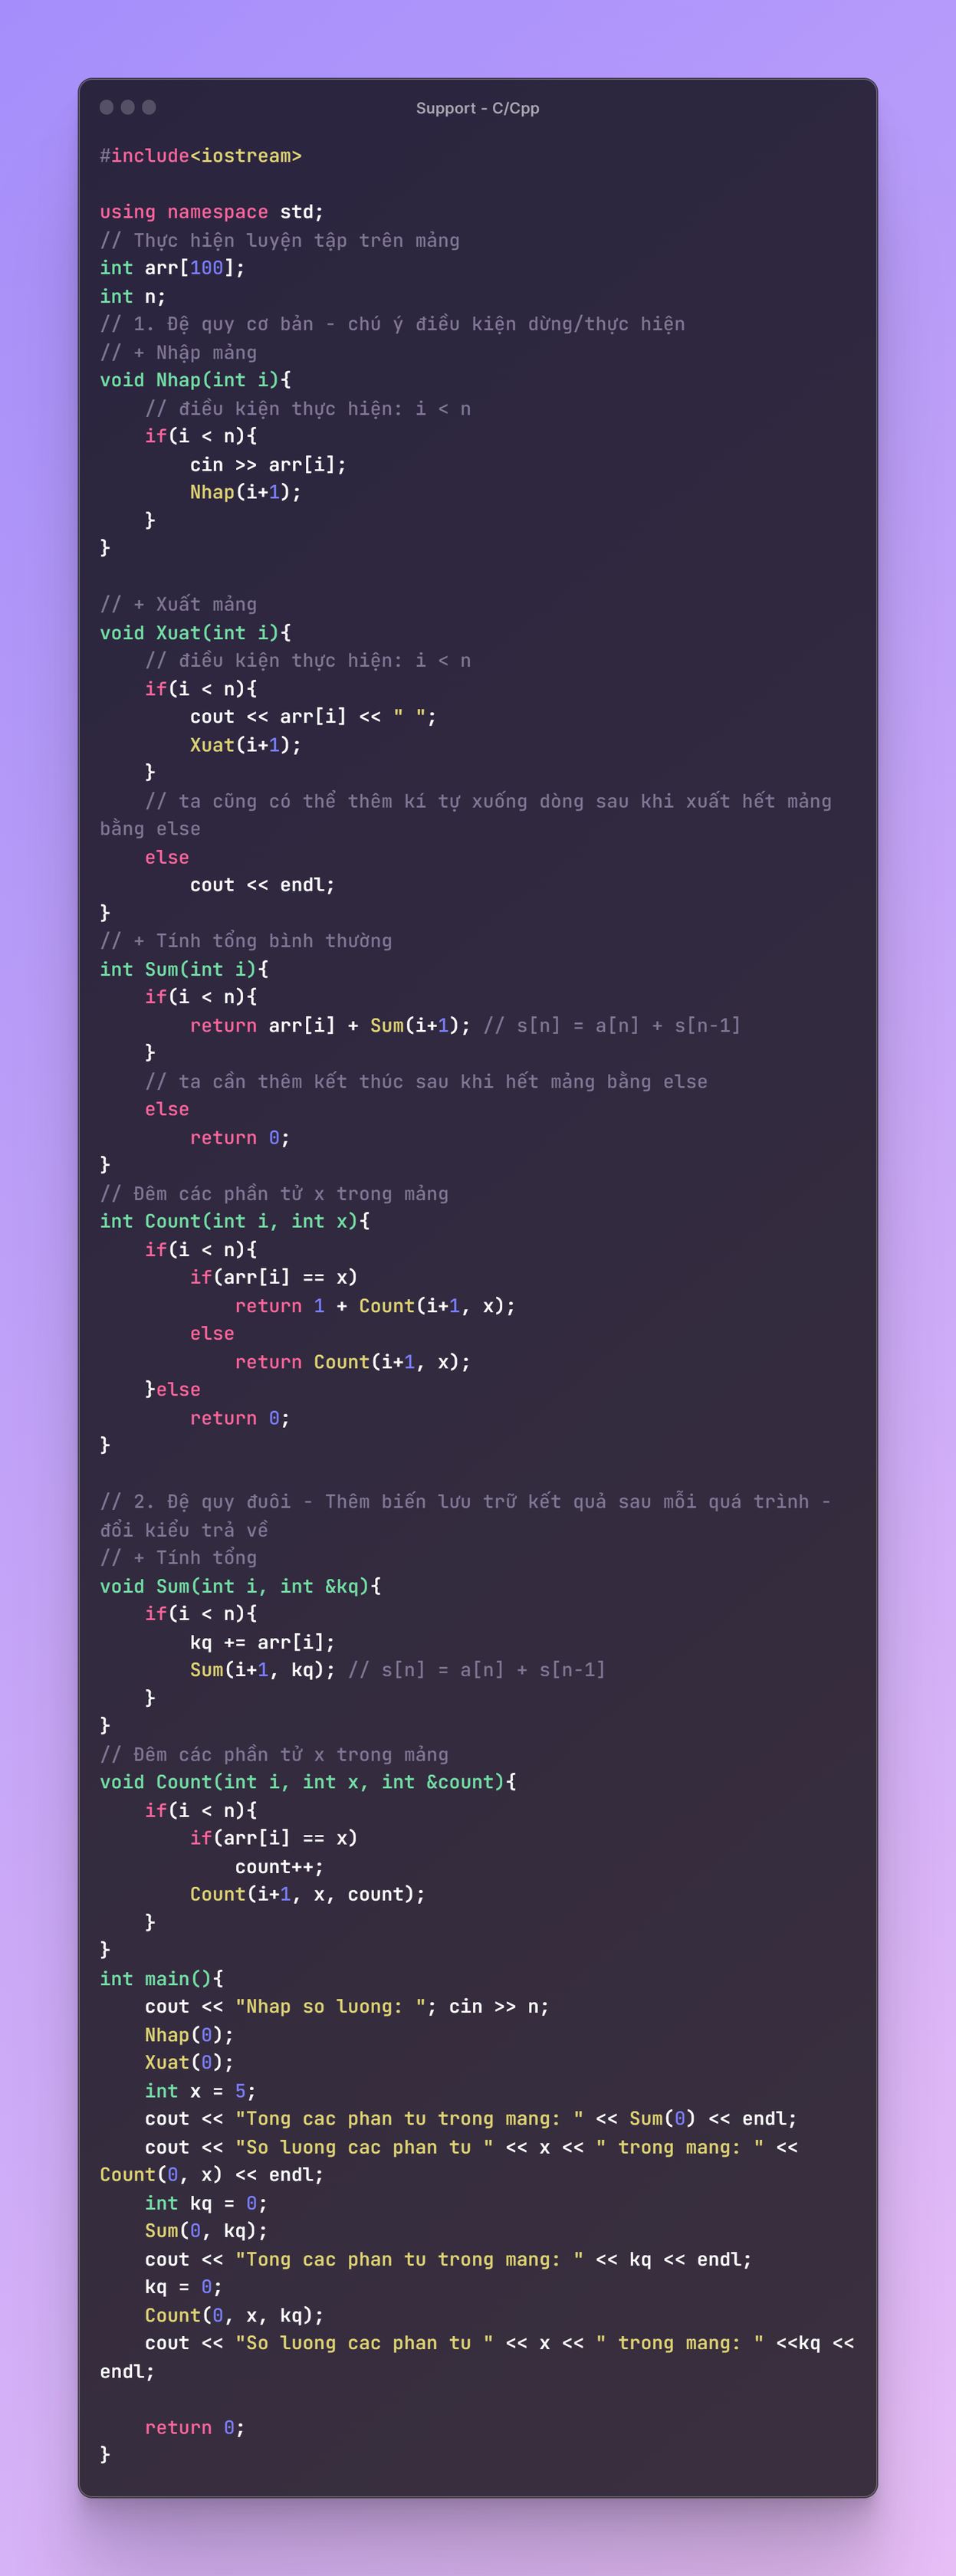 Support - C/Cpp
#include<iostream>

using namespace std;
// Thực hiện luyện tập trên mảng
int arr[100];
int n;
// 1. Đệ quy cơ bản - chú ý điều kiện dừng/thực hiện
// + Nhập mảng
void Nhap(int i){
    // điều kiện thực hiện: i < n
    if(i < n){
        cin >> arr[i];
        Nhap(i+1);
    }
}

// + Xuất mảng
void Xuat(int i){
    // điều kiện thực hiện: i < n
    if(i < n){
        cout << arr[i] << " ";
        Xuat(i+1);
    }
    // ta cũng có thể thêm kí tự xuống dòng sau khi xuất hết mảng
bằng else
    else
        cout << endl;
}
// + Tính tổng bình thường
int Sum(int i){
    if(i < n){
        return arr[i] + Sum(i+1); // s[n] = a[n] + s[n-1]
    }
    // ta cần thêm kết thúc sau khi hết mảng bằng else
    else
        return 0;
}
// Đêm các phần tử x trong mảng
int Count(int i, int x){
    if(i < n){
        if(arr[i] == x)
            return 1 + Count(i+1, x);
        else
            return Count(i+1, x);
    }else
        return 0;
}

// 2. Đệ quy đuôi - Thêm biến lưu trữ kết quả sau mỗi quá trình -
đổi kiểu trả về
// + Tính tổng
void Sum(int i, int &kq){
    if(i < n){
        kq += arr[i];
        Sum(i+1, kq); // s[n] = a[n] + s[n-1]
    }
}
// Đêm các phần tử x trong mảng
void Count(int i, int x, int &count){
    if(i < n){
        if(arr[i] == x)
            count++;
        Count(i+1, x, count);
    }
}
int main(){
    cout << "Nhap so luong: "; cin >> n;
    Nhap(0);
    Xuat(0);
    int x = 5;
    cout << "Tong cac phan tu trong mang: " << Sum(0) << endl;
    cout << "So luong cac phan tu " << x << " trong mang: " <<
Count(0, x) << endl;
    int kq = 0;
    Sum(0, kq);
    cout << "Tong cac phan tu trong mang: " << kq << endl;
    kq = 0;
    Count(0, x, kq);
    cout << "So luong cac phan tu " << x << " trong mang: " <<kq <<
endl;

    return 0;
}